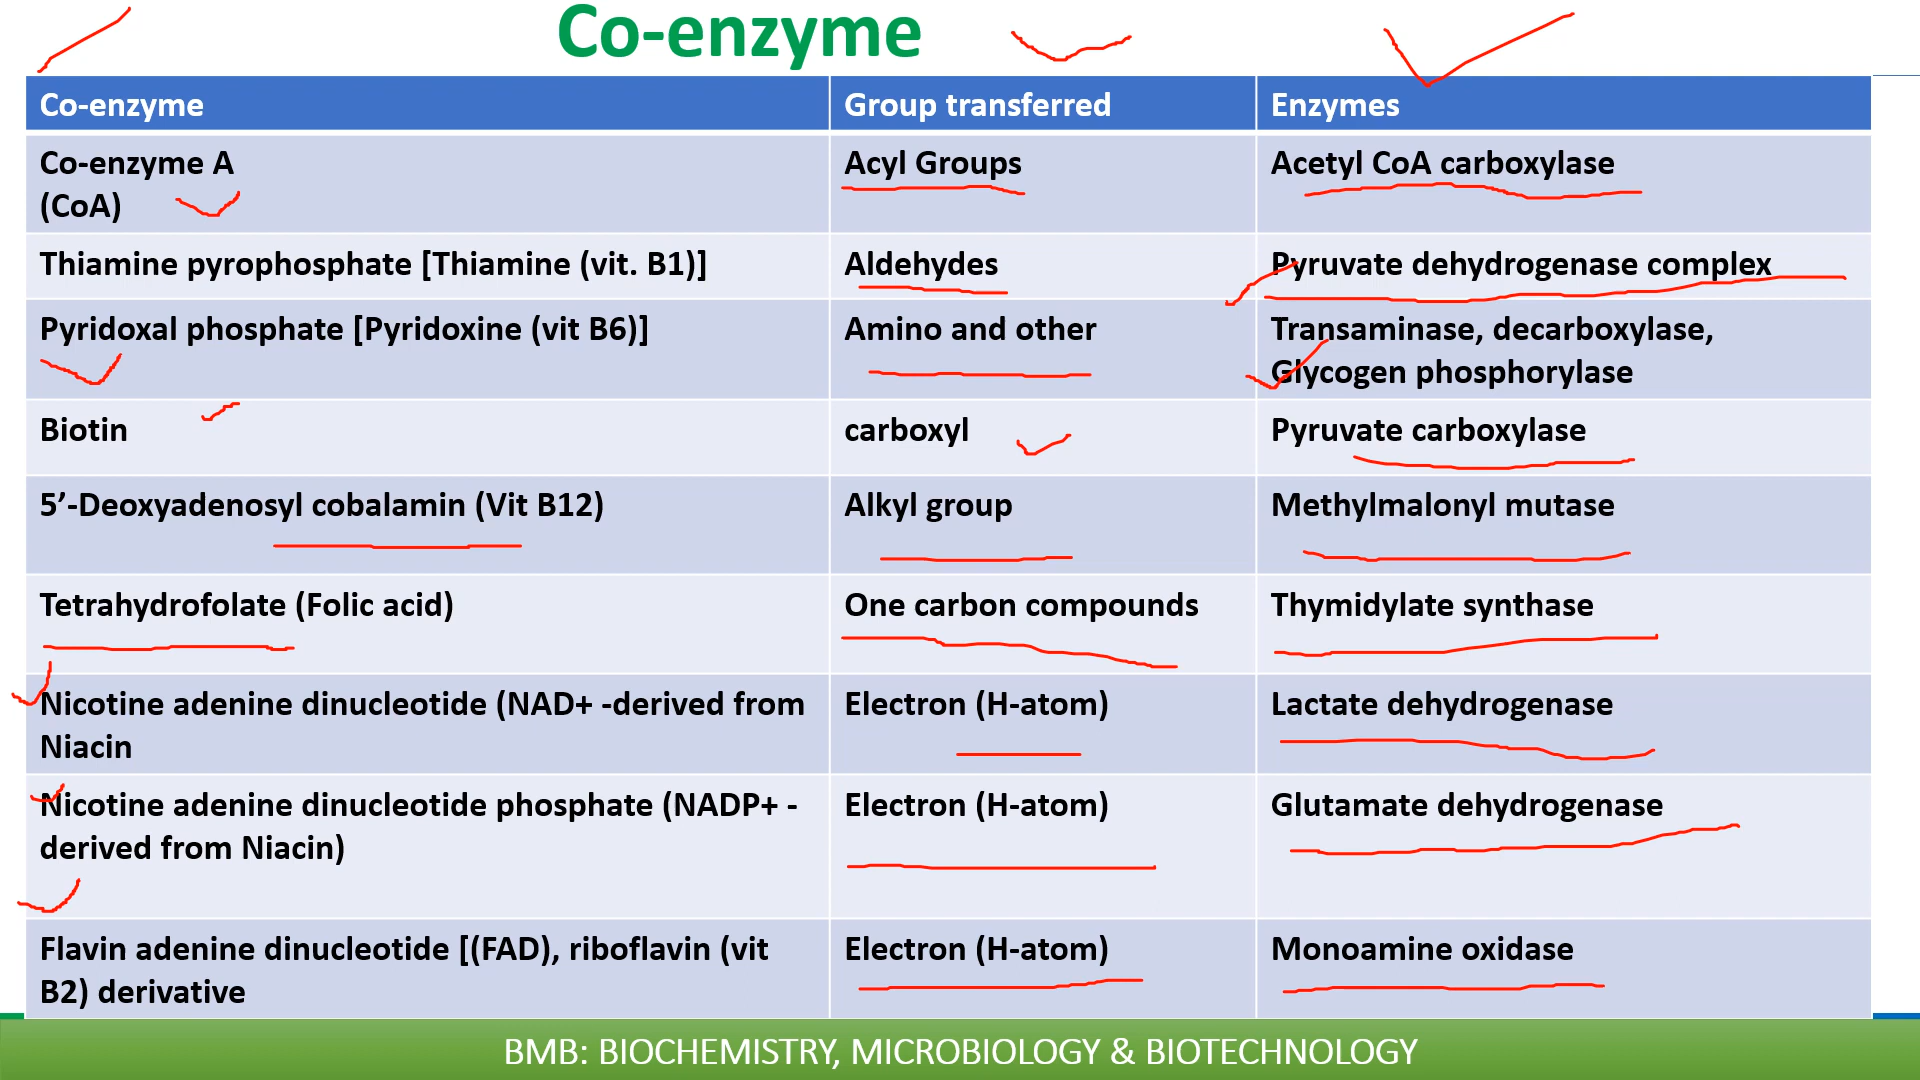 Co-enzyme
Co-enzyme Group transferred Enzymes
Co-enzyme A Acyl Groups Acetyl CoA carboxylase
(CoA)
Thiamine pyrophosphate [Thiamine (vit. B1)] Aldehydes Pyruvate dehydrogenase complex
Pyridoxal phosphate [Pyridoxine (vit B6)] Amino and other Transaminase, decarboxylase,
Glycogen phosphorylase
Biotin carboxyl Pyruvate carboxylase
5’-Deoxyadenosyl cobalamin (Vit B12) Alkyl group Methylmalonyl mutase
Tetrahydrofolate (Folic acid) One carbon compounds Thymidylate synthase
Nicotine adenine dinucleotide (NAD+ -derived from Electron (H-atom) Lactate dehydrogenase
Niacin
Nicotine adenine dinucleotide phosphate (NADP+ - Electron (H-atom) Glutamate dehydrogenase
derived from Niacin)
Flavin adenine dinucleotide [(FAD), riboflavin (vit Electron (H-atom) Monoamine oxidase
B2) derivative
BMB: BIOCHEMISTRY, MICROBIOLOGY & BIOTECHNOLOGY